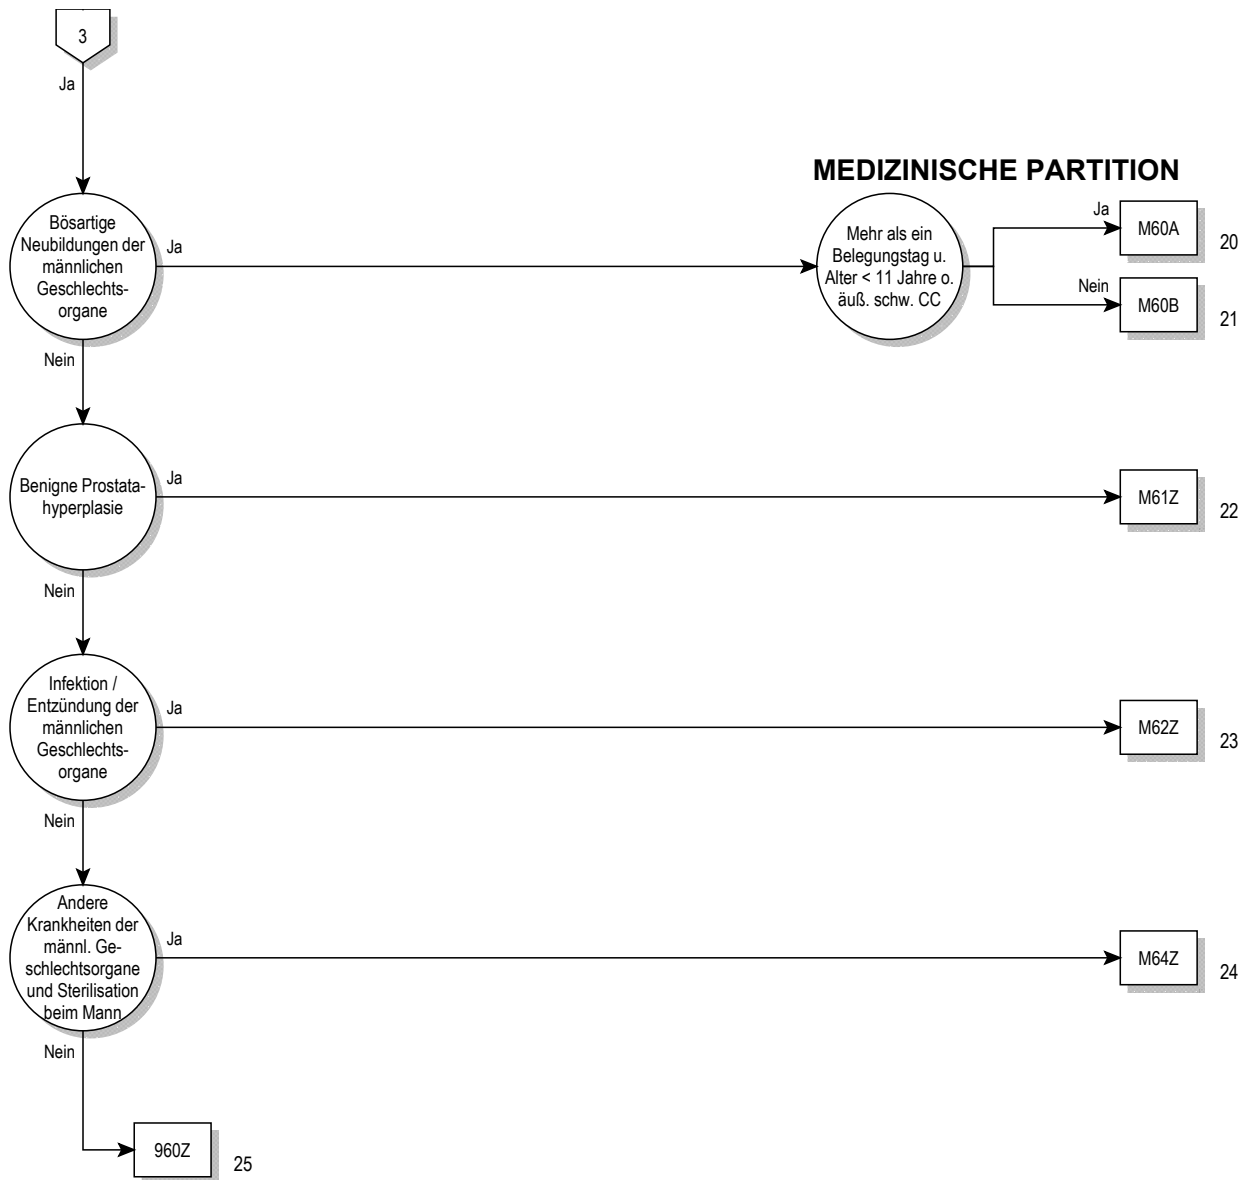 3
Ja
MEDIZINISCHE PARTITION
Bösartige
Neubildungen der
männlichen
Geschlechts-
organe
Ja
Mehr als ein
Belegungstag u.
Alter < 11 Jahre o.
äuß. schw. CC
Ja
M60A
20
Nein
M60B
21
Nein
Benigne Prostata-
hyperplasie
Ja
M61Z
22
Nein
Infektion /
Entzündung der
männlichen
Geschlechts-
organe
Ja
M62Z
23
Nein
Andere
Krankheiten der
männl. Ge-
schlechtsorgane
und Sterilisation
beim Mann
Ja
M64Z
24
Nein
960Z
25